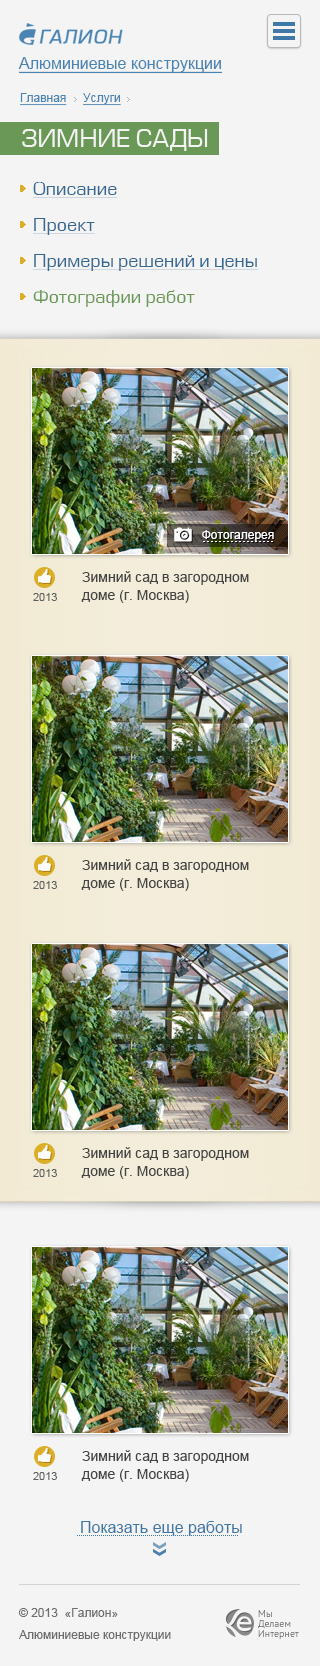 ГАЛИОН
Алюминиевые конструкции
Главная › Услуги ›
ЗИМНИЕ САДЫ
Описание
Проект
Примеры решений и цены
Фотографии работ
Фотогалерея
Зимний сад в загородном
2013 доме (г. Москва)
Зимний сад в загородном
2013 доме (г. Москва)
Зимний сад в загородном
2013 доме (г. Москва)
Зимний сад в загородном
2013 доме (г. Москва)
Показать еще работы
© 2013 «Галион»
Алюминиевые конструкции
Мы
Делаем
Интернет